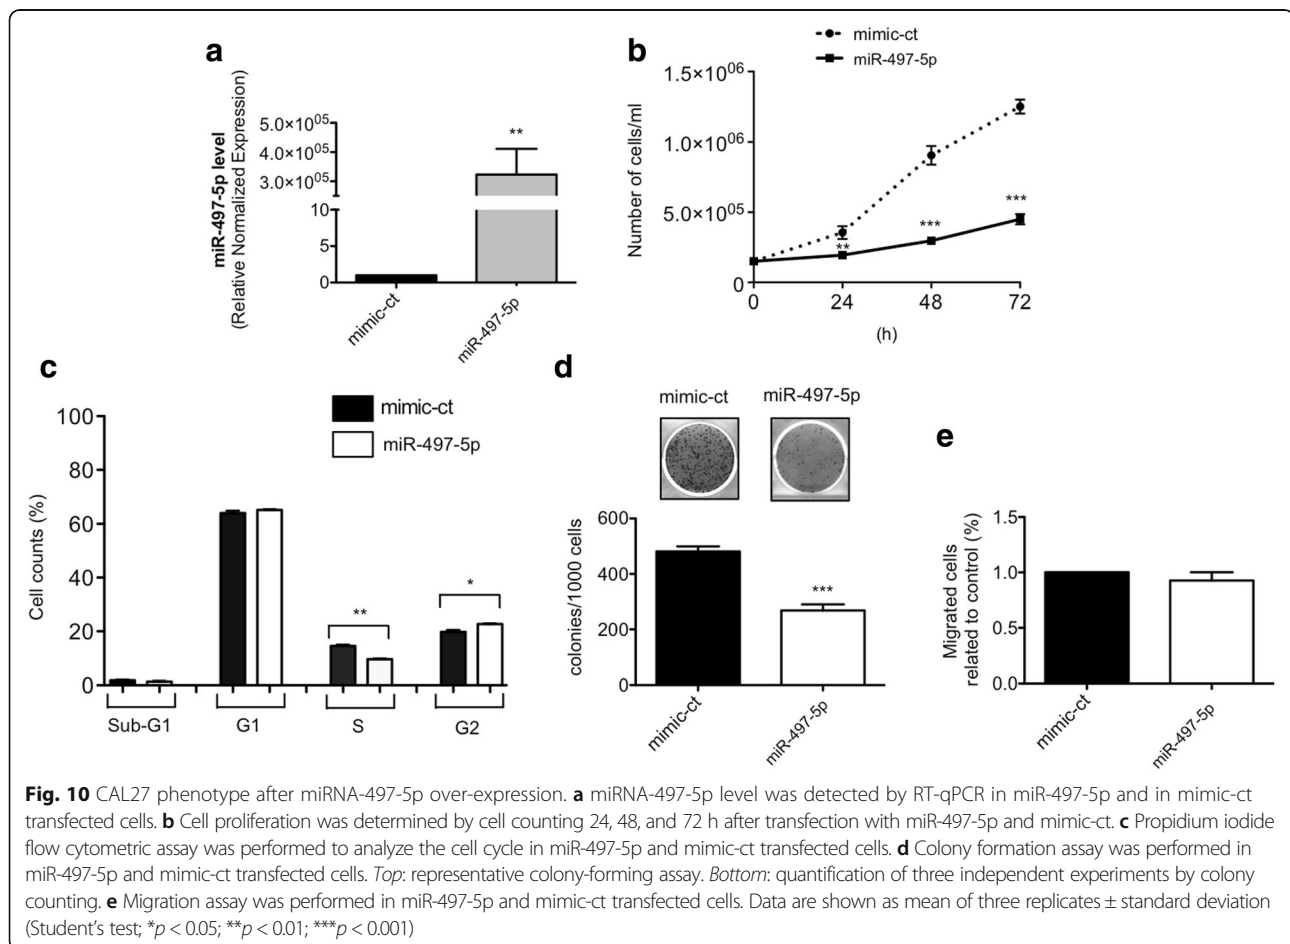 a
miR-497-5p level
(Relative Normalized Expression)
5.0×10⁰⁵
4.0×10⁰⁵
3.0×10⁰⁵
10
5
0
**
mimic-ct
miR-497-5p
b
mimic-ct
miR-497-5p
Number of cells/ml
1.5×10⁰⁶
1.0×10⁰⁶
5.0×10⁰⁵
0
**
***
***
0
24
48
72
(h)
c
mimic-ct
miR-497-5p
Cell counts (%)
100
80
60
40
20
0
**
*
Sub-G1
G1
S
G2
d
mimic-ct
miR-497-5p
colonies/1000 cells
600
400
200
0
***
mimic-ct
miR-497-5p
e
Migrated cells
related to control (%)
1.5
1.0
0.5
0.0
mimic-ct
miR-497-5p
Fig. 10 CAL27 phenotype after miRNA-497-5p over-expression. a miRNA-497-5p level was detected by RT-qPCR in miR-497-5p and in mimic-ct
transfected cells. b Cell proliferation was determined by cell counting 24, 48, and 72 h after transfection with miR-497-5p and mimic-ct. c Propidium iodide
flow cytometric assay was performed to analyze the cell cycle in miR-497-5p and mimic-ct transfected cells. d Colony formation assay was performed in
miR-497-5p and mimic-ct transfected cells. Top: representative colony-forming assay. Bottom: quantification of three independent experiments by colony
counting. e Migration assay was performed in miR-497-5p and mimic-ct transfected cells. Data are shown as mean of three replicates ± standard deviation
(Student's test; *p < 0.05; **p < 0.01; ***p < 0.001)